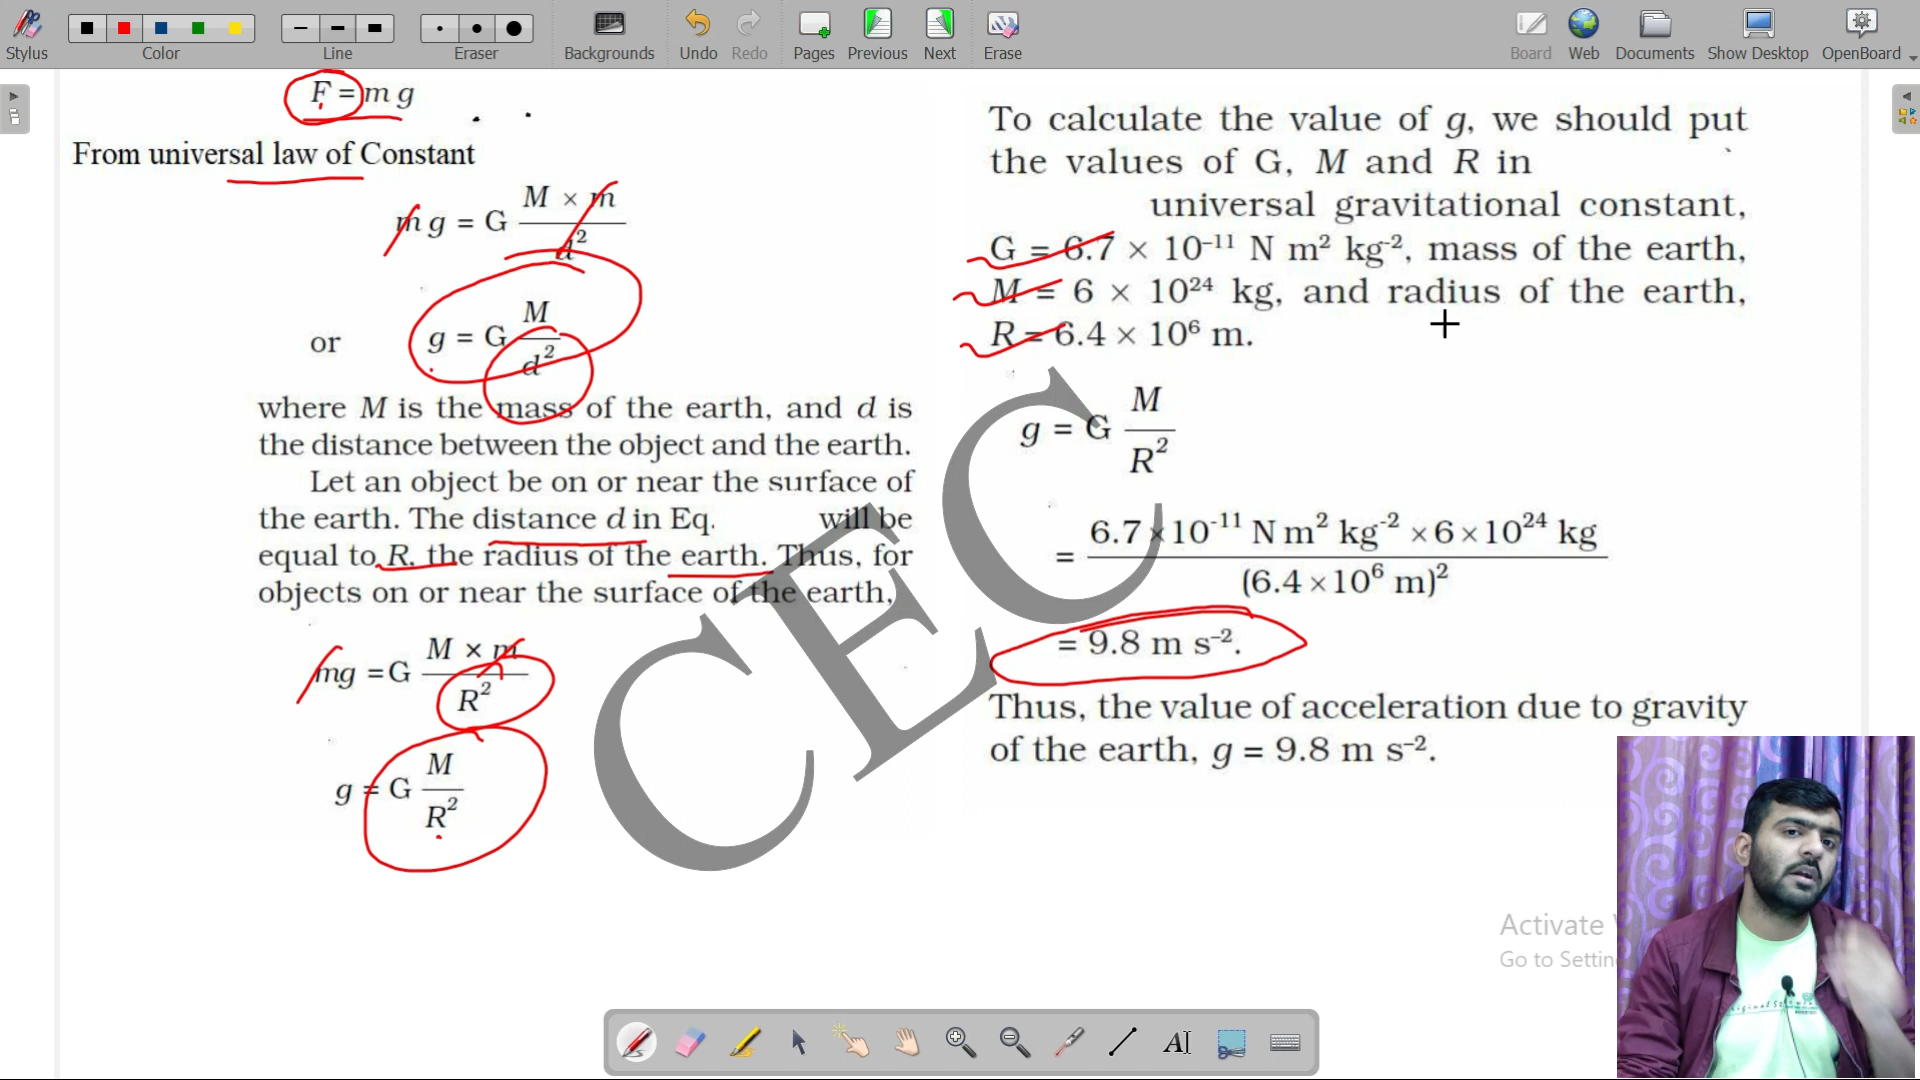 Stylus
Color
Line
Eraser
Backgrounds
Undo
Redo
Pages
Previous
Next
Erase
Board
Web
Documents
Show Desktop
OpenBoard
F = m g
From universal law of Constant
m g = G M × m / d²
or g = G M / d²
where M is the mass of the earth, and d is
the distance between the object and the earth.
Let an object be on or near the surface of
the earth. The distance d in Eq. will be
equal to R, the radius of the earth. Thus, for
objects on or near the surface of the earth,
mg = G M × m / R²
g = G M / R²
To calculate the value of g, we should put
the values of G, M and R in
universal gravitational constant,
G = 6.7 × 10⁻¹¹ N m² kg⁻², mass of the earth,
M = 6 × 10²⁴ kg, and radius of the earth,
R = 6.4 × 10⁶ m.
g = G M / R²
= 6.7 × 10⁻¹¹ N m² kg⁻² × 6 × 10²⁴ kg / (6.4 × 10⁶ m)²
= 9.8 m s⁻².
Thus, the value of acceleration due to gravity
of the earth, g = 9.8 m s⁻².
CEC
Activate
Go to Settin